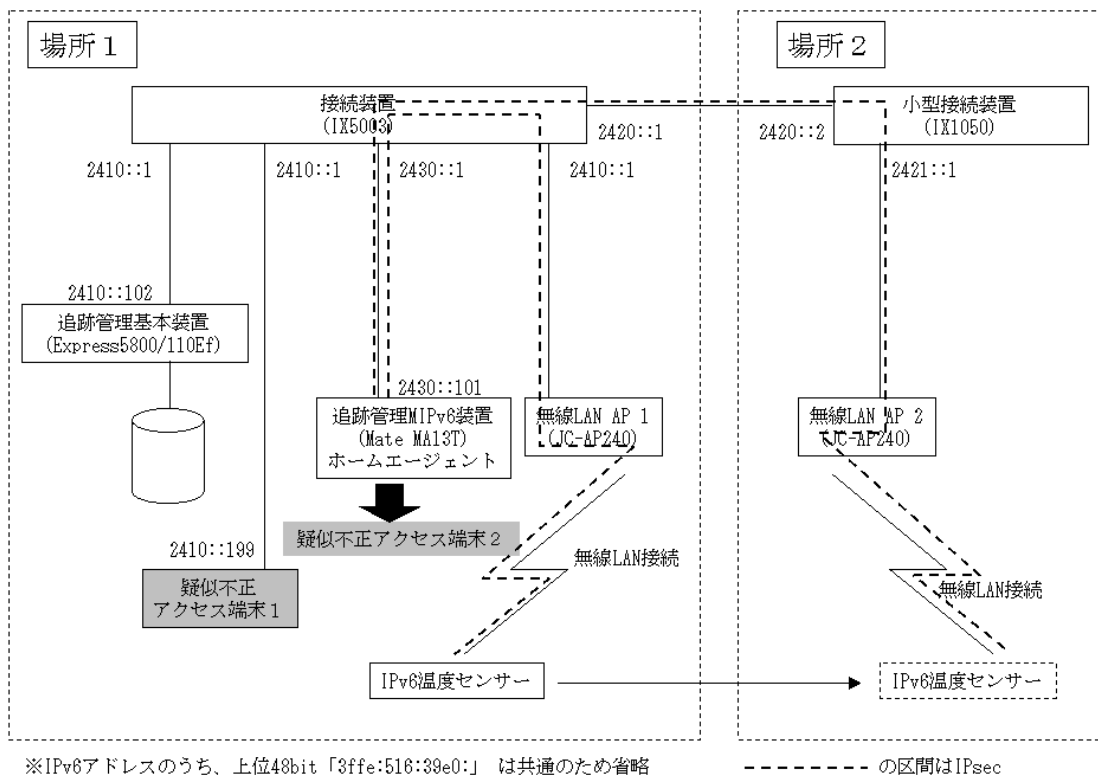 場所１
場所２
接続装置
(IX5003)
小型接続装置
(IX1050)
2420::1
2420::2
2410::1
2410::1
2430::1
2410::1
2421::1
2410::102
追跡管理基本装置
(Express5800/110Ef)
2430::101
追跡管理MIPv6装置
(Mate MA13T)
ホームエージェント
無線LAN AP 1
(JC-AP240)
無線LAN AP 2
(JC-AP240)
疑似不正アクセス端末２
2410::199
疑似不正
アクセス端末１
無線LAN接続
無線LAN接続
IPv6温度センサー
IPv6温度センサー
※IPv6アドレスのうち、上位48bit「3ffe:516:39e0:」 は共通のため省略
の区間はIPsec